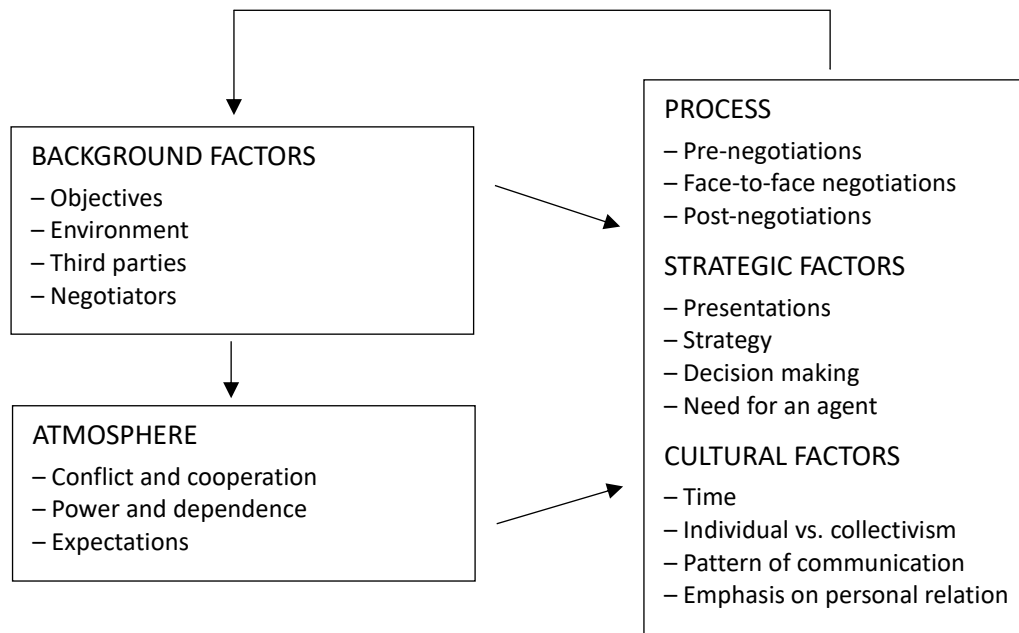 BACKGROUND FACTORS
– Objectives
– Environment
– Third parties
– Negotiators
ATMOSPHERE
– Conflict and cooperation
– Power and dependence
– Expectations
PROCESS
– Pre-negotiations
– Face-to-face negotiations
– Post-negotiations
STRATEGIC FACTORS
– Presentations
– Strategy
– Decision making
– Need for an agent
CULTURAL FACTORS
– Time
– Individual vs. collectivism
– Pattern of communication
– Emphasis on personal relation